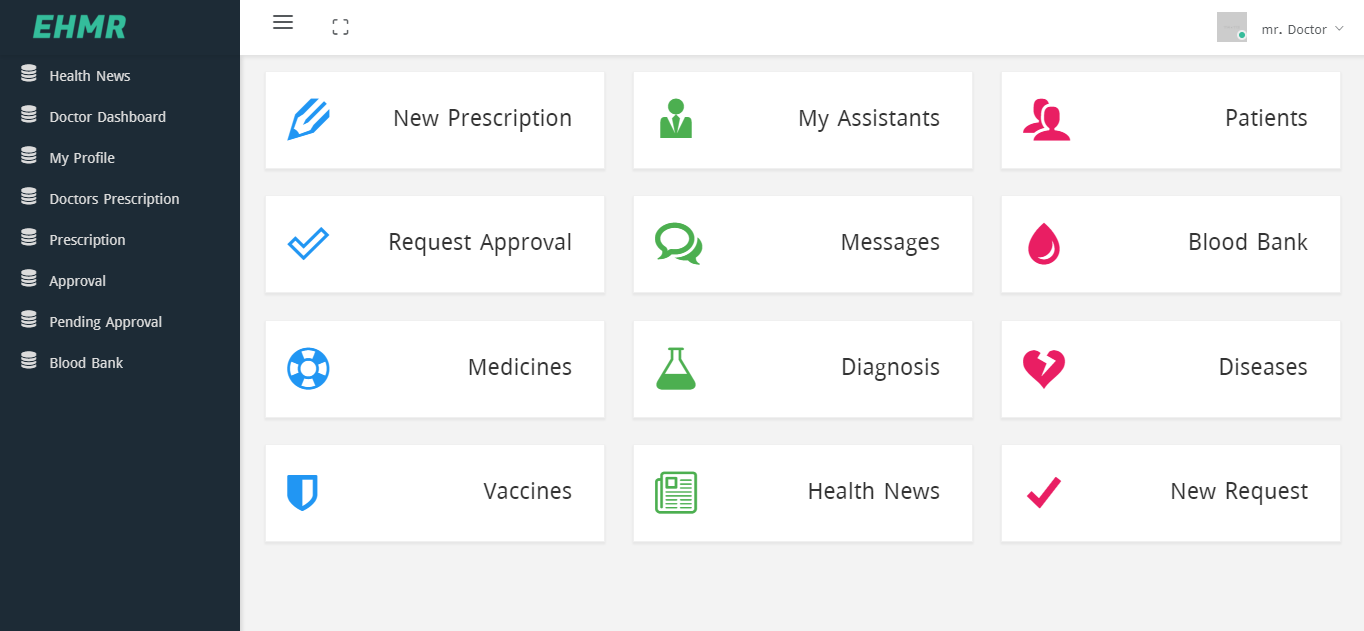 EHMR
mr. Doctor
Health News
Doctor Dashboard
My Profile
Doctors Prescription
Prescription
Approval
Pending Approval
Blood Bank
New Prescription
My Assistants
Patients
Request Approval
Messages
Blood Bank
Medicines
Diagnosis
Diseases
Vaccines
Health News
New Request